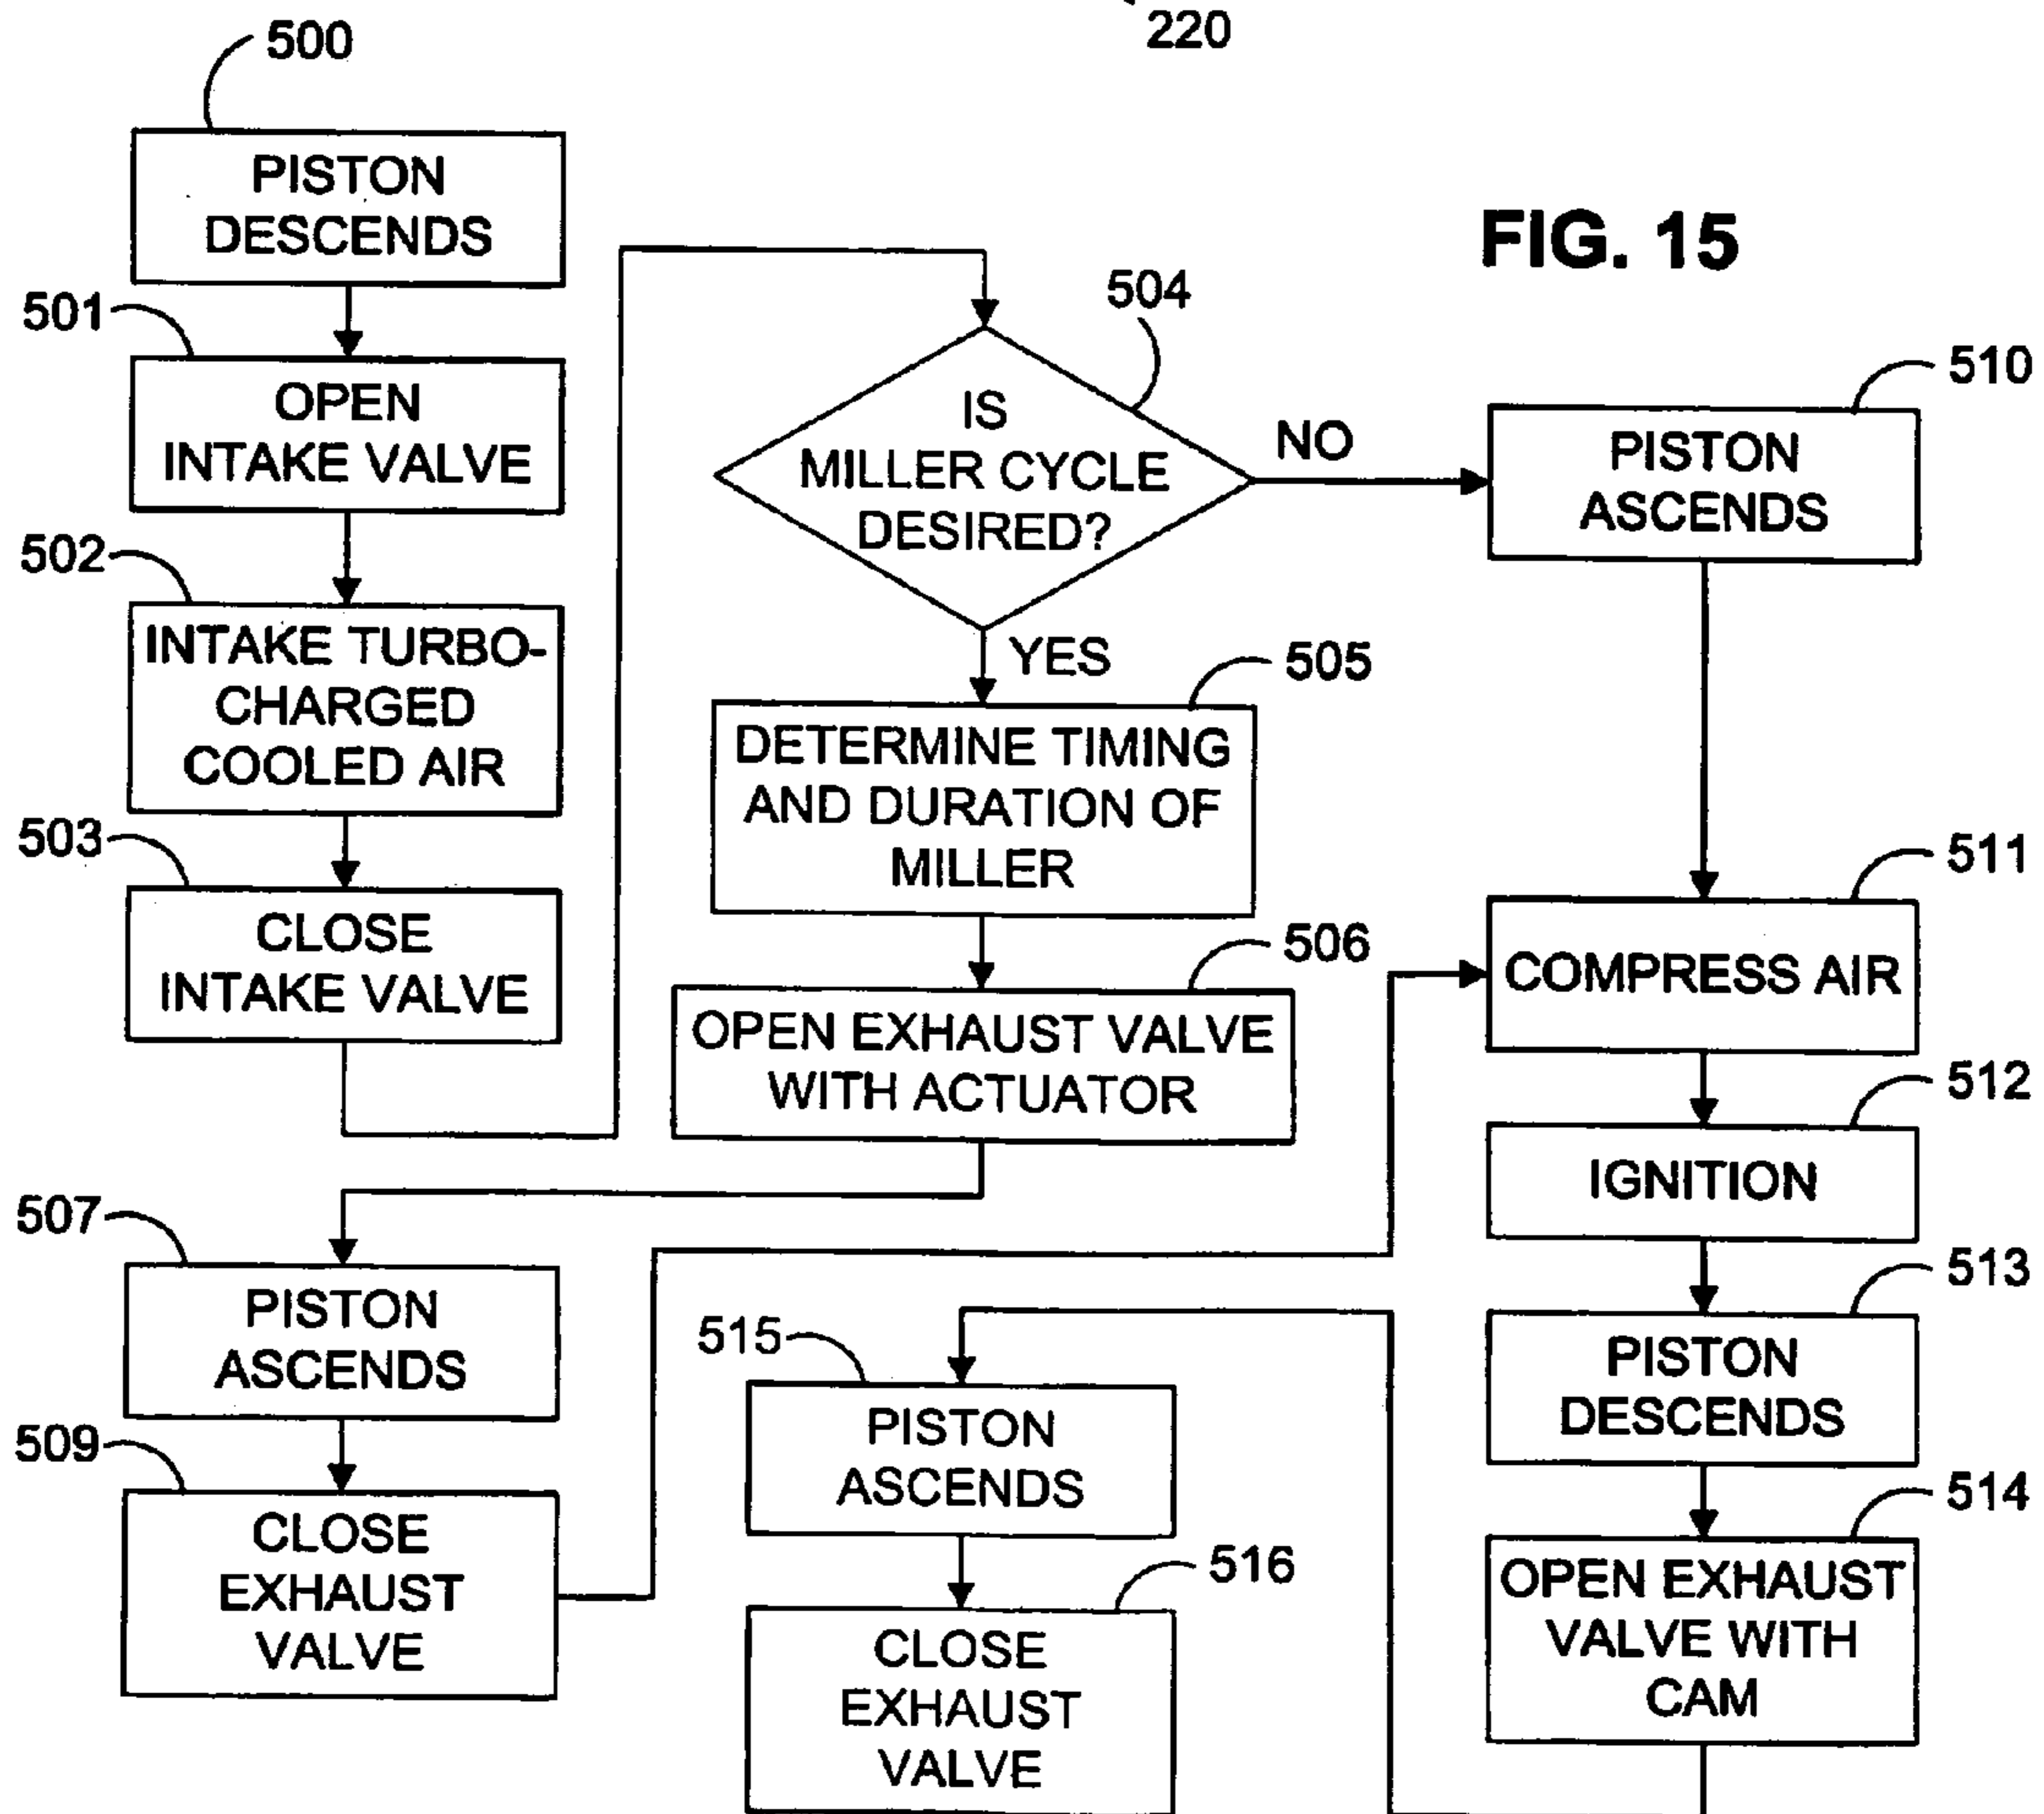 220
500
PISTON
DESCENDS
FIG. 15
501
OPEN
INTAKE VALVE
502
INTAKE TURBO-
CHARGED
COOLED AIR
503
CLOSE
INTAKE VALVE
504
IS
MILLER CYCLE
DESIRED?
NO
YES
505
DETERMINE TIMING
AND DURATION OF
MILLER
506
OPEN EXHAUST VALVE
WITH ACTUATOR
507
PISTON
ASCENDS
509
CLOSE
EXHAUST
VALVE
510
PISTON
ASCENDS
511
COMPRESS AIR
512
IGNITION
513
PISTON
DESCENDS
514
OPEN EXHAUST
VALVE WITH
CAM
515
PISTON
ASCENDS
516
CLOSE
EXHAUST
VALVE